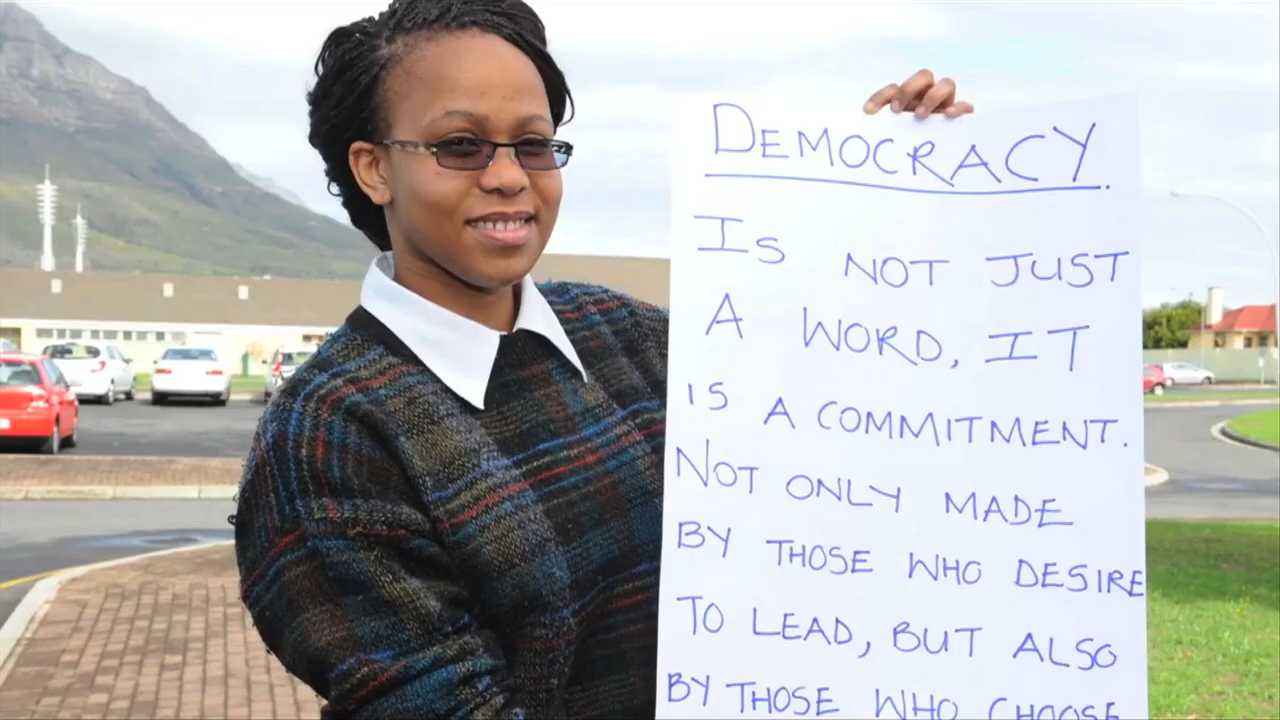 DEMOCRACY.
IS NOT JUST
A WORD, IT
IS A COMMITMENT.
NOT ONLY MADE
BY THOSE WHO DESIRE
TO LEAD, BUT ALSO
BY THOSE WHO CHOOSE